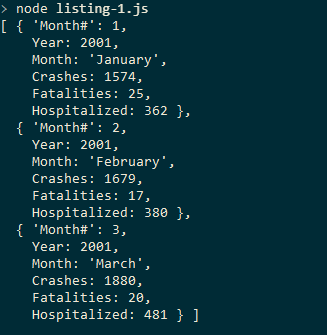 > node listing-1.js
[ { 'Month#': 1,
Year: 2001,
Month: 'January',
Crashes: 1574,
Fatalities: 25,
Hospitalized: 362 },
{ 'Month#': 2,
Year: 2001,
Month: 'February',
Crashes: 1679,
Fatalities: 17,
Hospitalized: 380 },
{ 'Month#': 3,
Year: 2001,
Month: 'March',
Crashes: 1880,
Fatalities: 20,
Hospitalized: 481 } ]